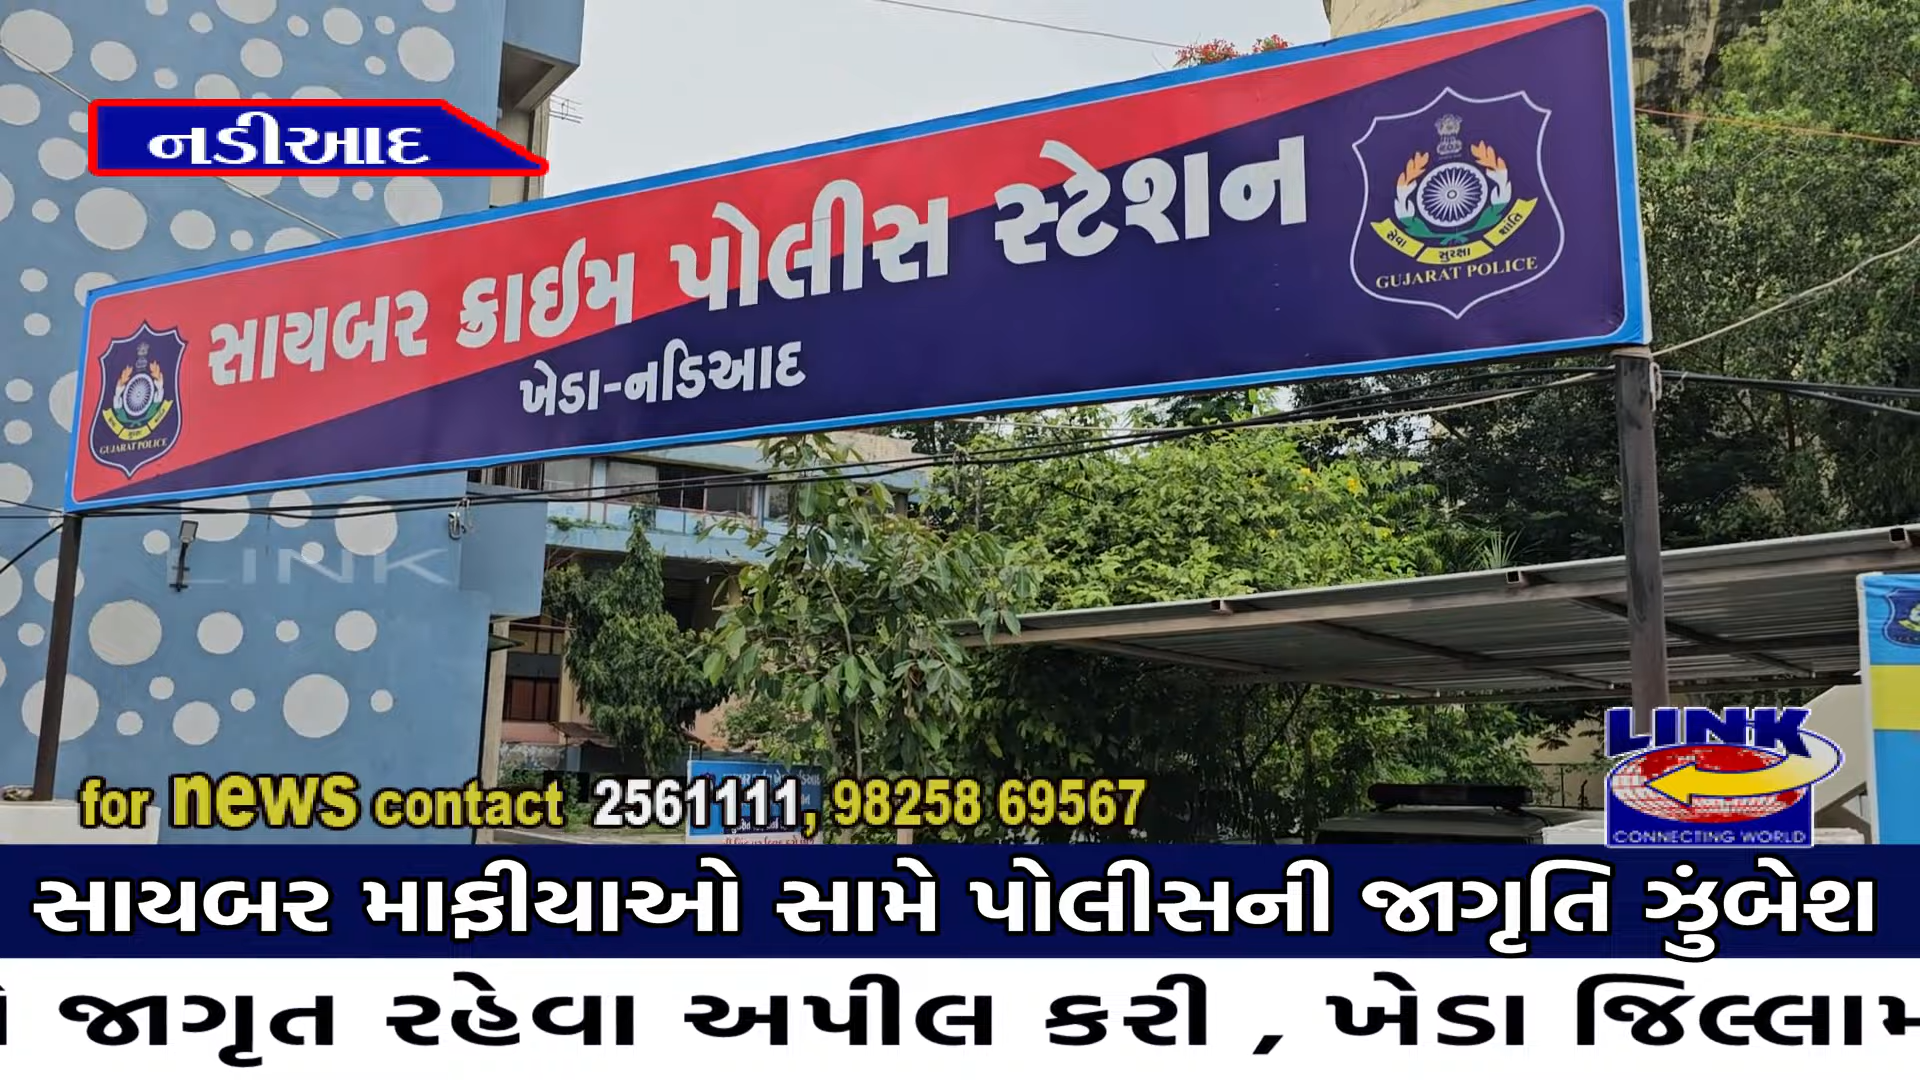 નડીઆદ
સાયબર ક્રાઈમ પોલીસ સ્ટેશન
ખેડા-નડિઆદ
સેવા
સુરક્ષા
શાંતિ
GUJARAT POLICE
GUJARAT POLICE
LINK
for news contact 2561111, 98258 69567
LINK
CONNECTING WORLD
સાયબર માફીયાઓ સામે પોલીસની જાગૃતિ ઝુંબેશ
જાગૃત રહેવા અપીલ કરી , ખેડા જિલ્લામ